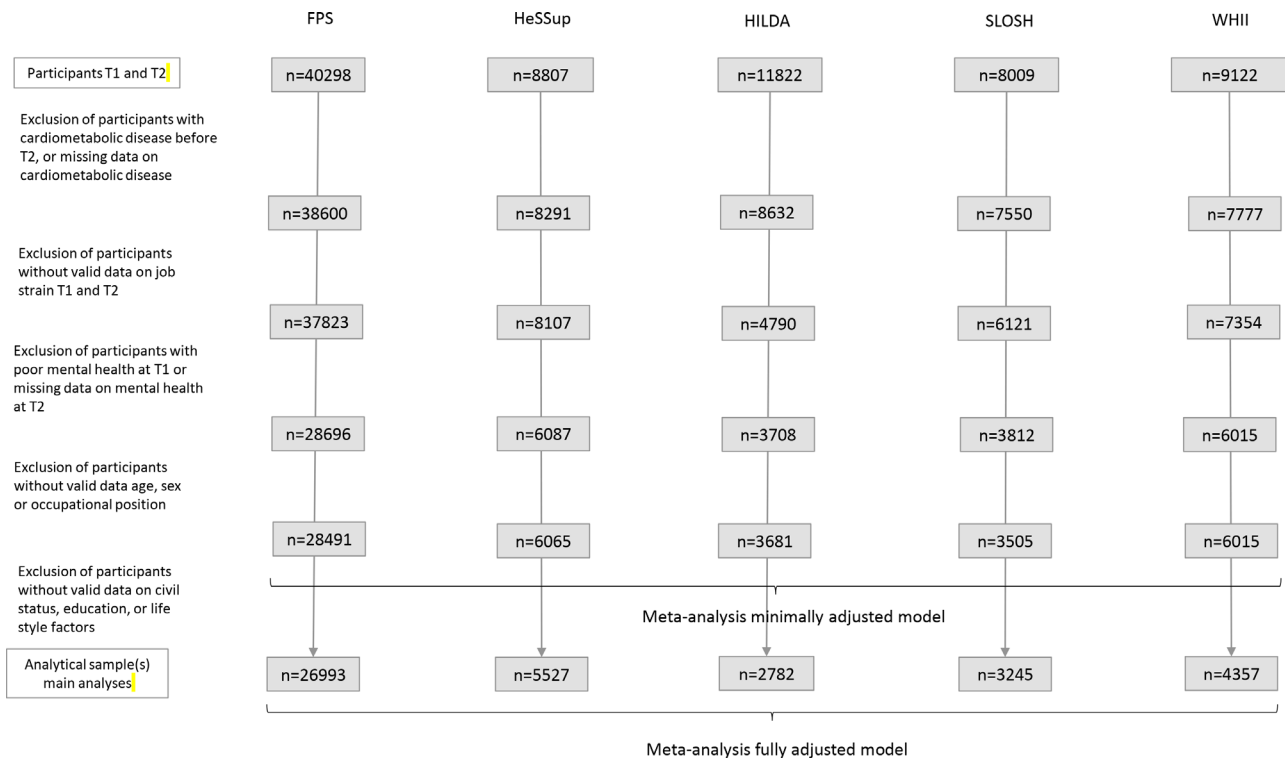 FPS HeSSup HILDA SLOSH WHII
Participants T1 and T2 n=40298 n=8807 n=11822 n=8009 n=9122
Exclusion of participants with
cardiometabolic disease before
T2, or missing data on
cardiometabolic disease
n=38600 n=8291 n=8632 n=7550 n=7777
Exclusion of participants
without valid data on job
strain T1 and T2
n=37823 n=8107 n=4790 n=6121 n=7354
Exclusion of participants with
poor mental health at T1 or
missing data on mental health
at T2
n=28696 n=6087 n=3708 n=3812 n=6015
Exclusion of participants
without valid data age, sex
or occupational position
n=28491 n=6065 n=3681 n=3505 n=6015
Exclusion of participants
without valid data on civil
status, education, or life
style factors
Meta-analysis minimally adjusted model
Analytical sample(s)
main analyses
n=26993 n=5527 n=2782 n=3245 n=4357
Meta-analysis fully adjusted model